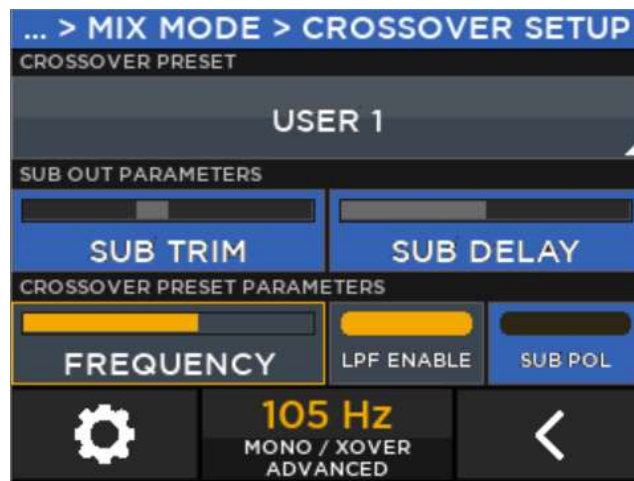 ... > MIX MODE > CROSSOVER SETUP
CROSSOVER PRESET
USER 1
SUB OUT PARAMETERS
SUB TRIM
SUB DELAY
CROSSOVER PRESET PARAMETERS
FREQUENCY
LPF ENABLE
SUB POL
105 Hz
MONO / XOVER
ADVANCED